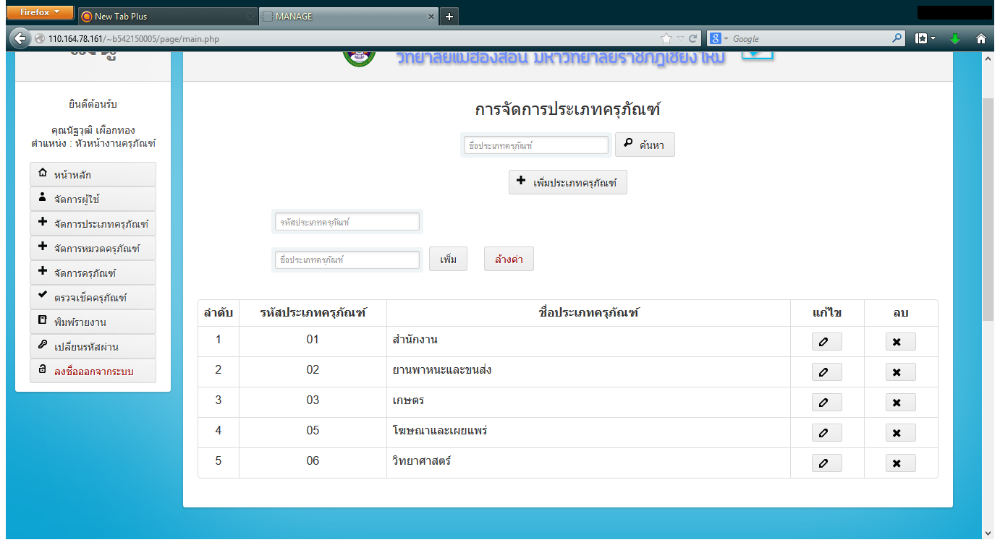 Firefox
New Tab Plus
MANAGE
110.164.78.161/~b542150005/page/main.php
Google
วิทยาลัยแม่ฮ่องสอน มหาวิทยาลัยราชภัฏเชียงใหม่
ยินดีต้อนรับ
คุณนัฐวุฒิ เผือกทอง
ตำแหน่ง : หัวหน้างานครุภัณฑ์
หน้าหลัก
จัดการผู้ใช้
จัดการประเภทครุภัณฑ์
จัดการหมวดครุภัณฑ์
จัดการครุภัณฑ์
ตรวจเช็คครุภัณฑ์
พิมพ์รายงาน
เปลี่ยนรหัสผ่าน
ลงชื่อออกจากระบบ
การจัดการประเภทครุภัณฑ์
ชื่อประเภทครุภัณฑ์ ค้นหา
เพิ่มประเภทครุภัณฑ์
รหัสประเภทครุภัณฑ์
ชื่อประเภทครุภัณฑ์ เพิ่ม ล้างค่า
ลำดับ รหัสประเภทครุภัณฑ์ ชื่อประเภทครุภัณฑ์ แก้ไข ลบ
1 01 สำนักงาน
2 02 ยานพาหนะและขนส่ง
3 03 เกษตร
4 05 โฆษณาและเผยแพร่
5 06 วิทยาศาสตร์